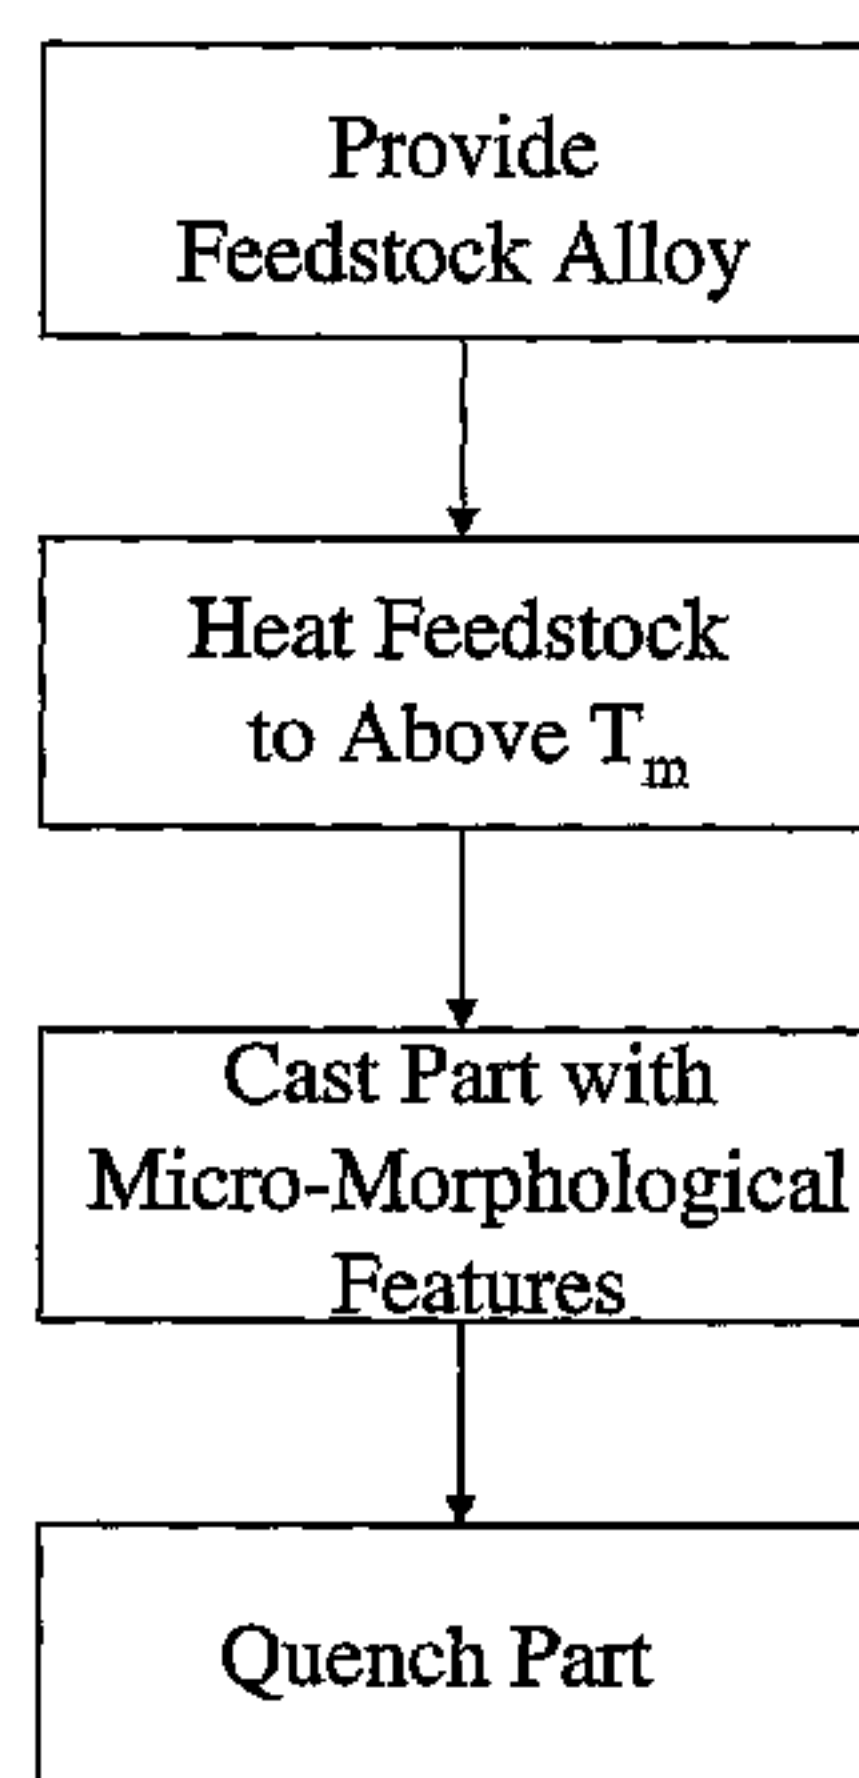 Provide
Feedstock Alloy
Heat Feedstock
to Above Tm
Cast Part with
Micro-Morphological
Features
Quench Part